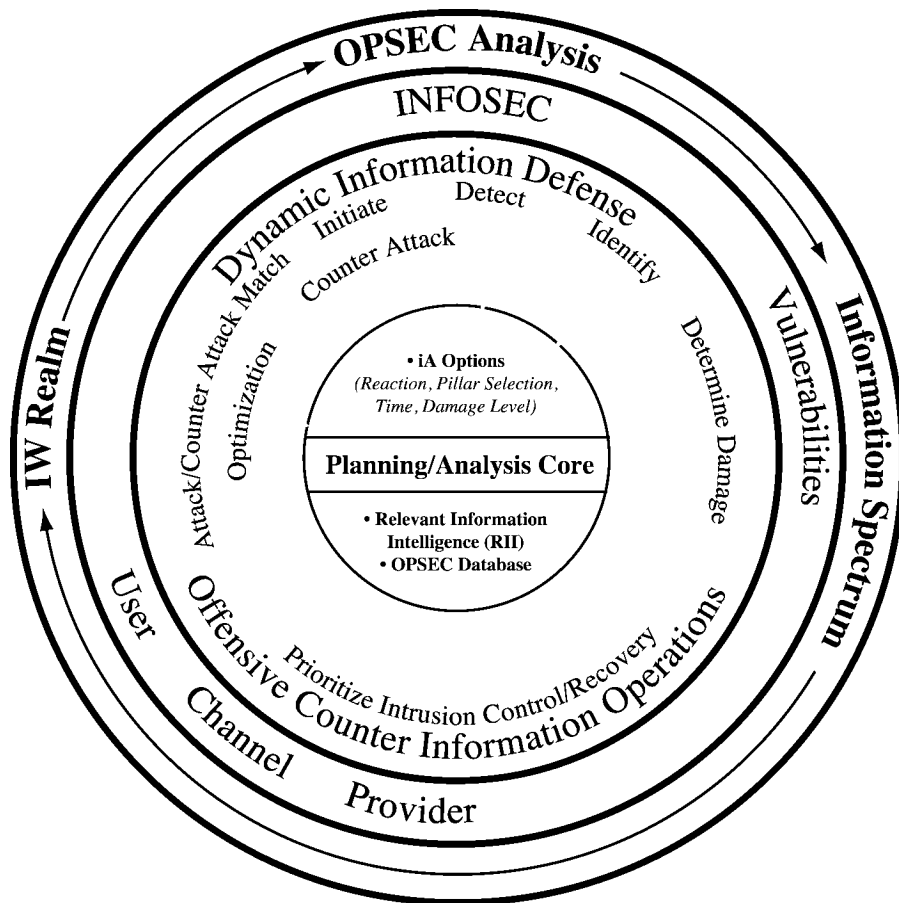 OPSEC Analysis
INFOSEC
Dynamic Information Defense
Initiate
Detect
Identify
Counter Attack
Attack/Counter Attack Match
Optimization
Determine Damage
Vulnerabilities
Information Spectrum
IW Realm
• iA Options
(Reaction, Pillar Selection,
Time, Damage Level)
Planning/Analysis Core
• Relevant Information
Intelligence (RII)
• OPSEC Database
Prioritize Intrusion Control/Recovery
Offensive Counter Information Operations
User
Channel
Provider